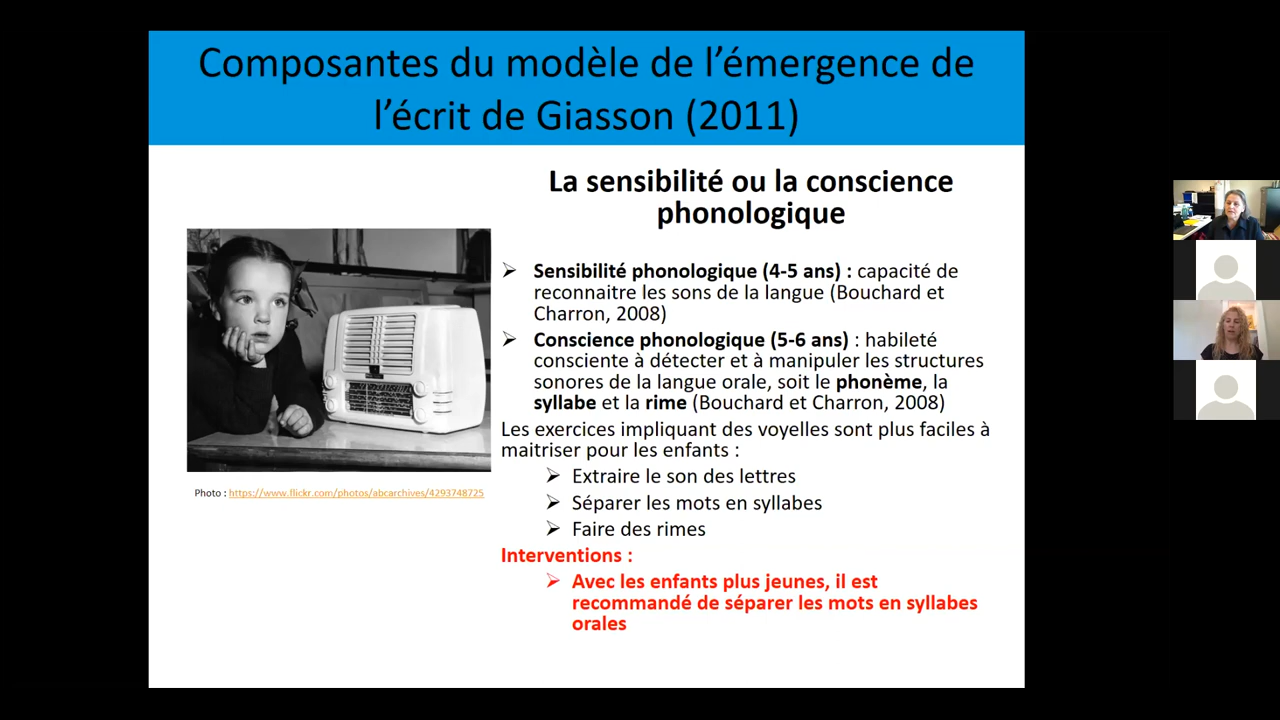 Composantes du modèle de l’émergence de
l’écrit de Giasson (2011)
La sensibilité ou la conscience
phonologique
➢ Sensibilité phonologique (4-5 ans) : capacité de
reconnaitre les sons de la langue (Bouchard et
Charron, 2008)
➢ Conscience phonologique (5-6 ans) : habileté
consciente à détecter et à manipuler les structures
sonores de la langue orale, soit le phonème, la
syllabe et la rime (Bouchard et Charron, 2008)
Les exercices impliquant des voyelles sont plus faciles à
maitriser pour les enfants :
➢ Extraire le son des lettres
➢ Séparer les mots en syllabes
➢ Faire des rimes
Interventions :
➢ Avec les enfants plus jeunes, il est
recommandé de séparer les mots en syllabes
orales
Photo : https://www.flickr.com/photos/abcarchives/4293748725